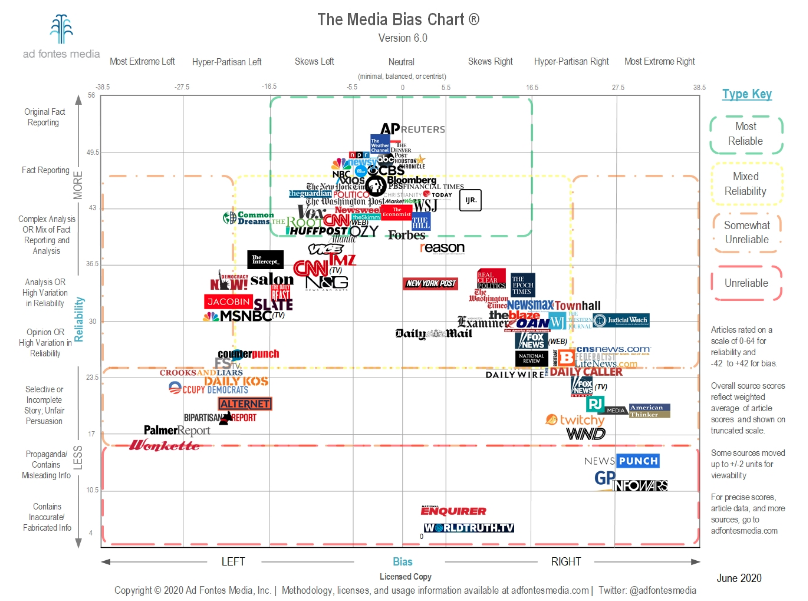 The Media Bias Chart ®
Version 6.0
ad fontes media
Most Extreme Left
Hyper-Partisan Left
Skews Left
Neutral
(minimal, balanced, or centrist)
Skews Right
Hyper-Partisan Right
Most Extreme Right
-38.5
-27.5
-16.5
-5.5
0
5.5
16.5
27.5
38.5
56
49.5
43
36.5
30
23.5
17
10.5
4
Original Fact
Reporting
Fact Reporting
Complex Analysis
OR Mix of Fact
Reporting and
Analysis
Analysis OR
High Variation
in Reliability
Opinion OR
High Variation in
Reliability
Selective or
Incomplete
Story, Unfair
Persuasion
Propaganda/
Contains
Misleading Info
Contains
Inaccurate/
Fabricated Info
MORE
Reliability
LESS
AP REUTERS
The Weather Channel
THE DENVER POST
npr
abc
HOUSTON CHRONICLE
newsy
NBC
CBS
AXIOS
Bloomberg
PBS FINANCIAL TIMES
The New York Times
theguardian
POLITICO
CHRISTIANITY TODAY
IJR.
The Washington Post
MarketWatch
WSJ
Newsweek
The Economist
Common Dreams
THE ROOT
Vox
CNN (WEB)
theSkimm
THE HILL
HUFFPOST
OZY
Forbes
Atlantic
VICE
reason
The Intercept_
CNN (TV)
TMZ
DEMOCRACY NOW!
salon
N&G
THE DAILY BEAST
NEW YORK POST
REAL CLEAR POLITICS
THE EPOCH TIMES
JACOBIN
SLATE
The Washington Times
Newsmax
Townhall
MSNBC (TV)
theblaze
Examiner
OAN
WI
Judicial Watch
Daily Mail
FOX NEWS (WEB)
counterpunch
FSTV
NATIONAL REVIEW
B
cnsnews.com
FEDERALIST
LifeNews.com
CROOKSANDLIARS
DAILY KOS
DAILYWIRE
DAILY CALLER
OCCUPY DEMOCRATS
FOX NEWS (TV)
ALTERNET
RJ
MEDIA
American Thinker
BIPARTISAN REPORT
twitchy
PalmerReport
WND
Wonkette
NEWS PUNCH
GP
INFOWARS
NATIONAL
ENQUIRER
WORLDTRUTH.TV
0
Type Key
Most
Reliable
Mixed
Reliability
Somewhat
Unreliable
Unreliable
Articles rated on a
scale of 0-64 for
reliability and
-42 to +42 for bias
Overall source scores
reflect weighted
average of article
scores and shown on
truncated scale.
Some sources moved
up to +/-2 units for
viewability
For precise scores,
article data, and more
sources, go to
adfontesmedia.com
LEFT
Bias
RIGHT
Licensed Copy
June 2020
Copyright © 2020 Ad Fontes Media, Inc. | Methodology, licenses, and usage information available at adfontesmedia.com | Twitter: @adfontesmedia